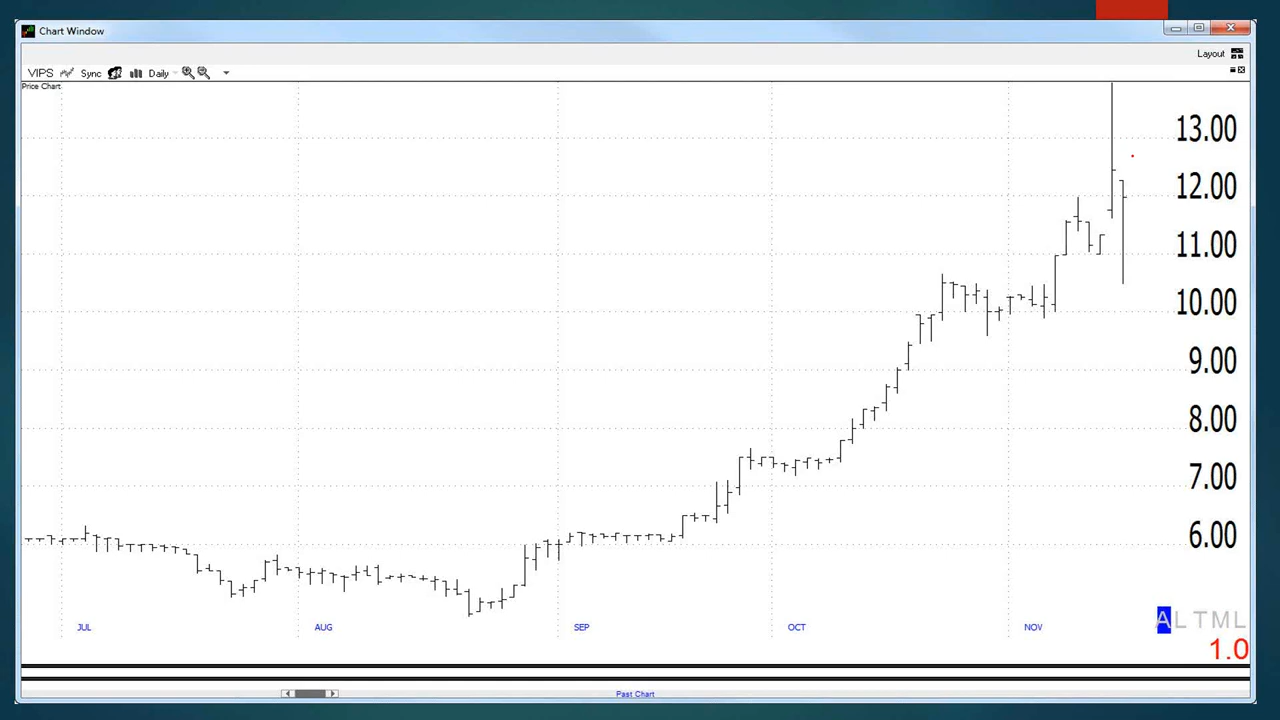 Chart Window
Layout
VIPS Sync Daily
Price Chart
13.00
12.00
11.00
10.00
9.00
8.00
7.00
6.00
JUL AUG SEP OCT NOV
A L T M L
1.0
Past Chart